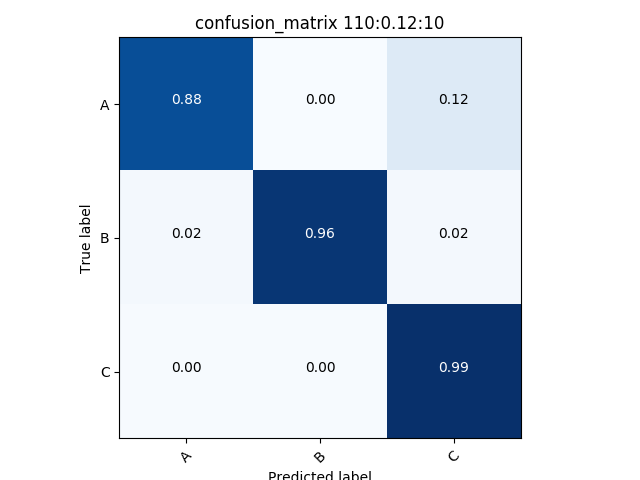 confusion_matrix 110:0.12:10
A 0.88 0.00 0.12
True label
B 0.02 0.96 0.02
C 0.00 0.00 0.99
A B C
Predicted label